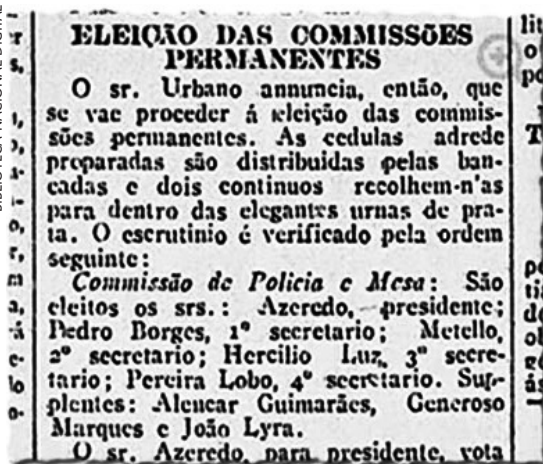 ELEIÇÃO DAS COMMISSÕES
PERMANENTES
O sr. Urbano annuncia, então, que
se vae proceder á eleição das commis-
sões permanentes. As cedulas adrede
preparadas são distribuidas pelas ban-
cadas e dois continuos recolhem-n'as
para dentro das elegantes urnas de pra-
ta. O escrutinio é verificado pela ordem
seguinte:
Commissão de Policia e Mesa: São
eleitos os srs.: Azeredo, presidente;
Pedro Borges, 1º secretario; Metello,
2º secretario; Hercilio Luz, 3º secre-
tario; Pereira Lobo, 4º secretario. Sup-
plentes: Alencar Guimarães, Generoso
Marques e João Lyra.
O sr. Azeredo, para presidente, vota